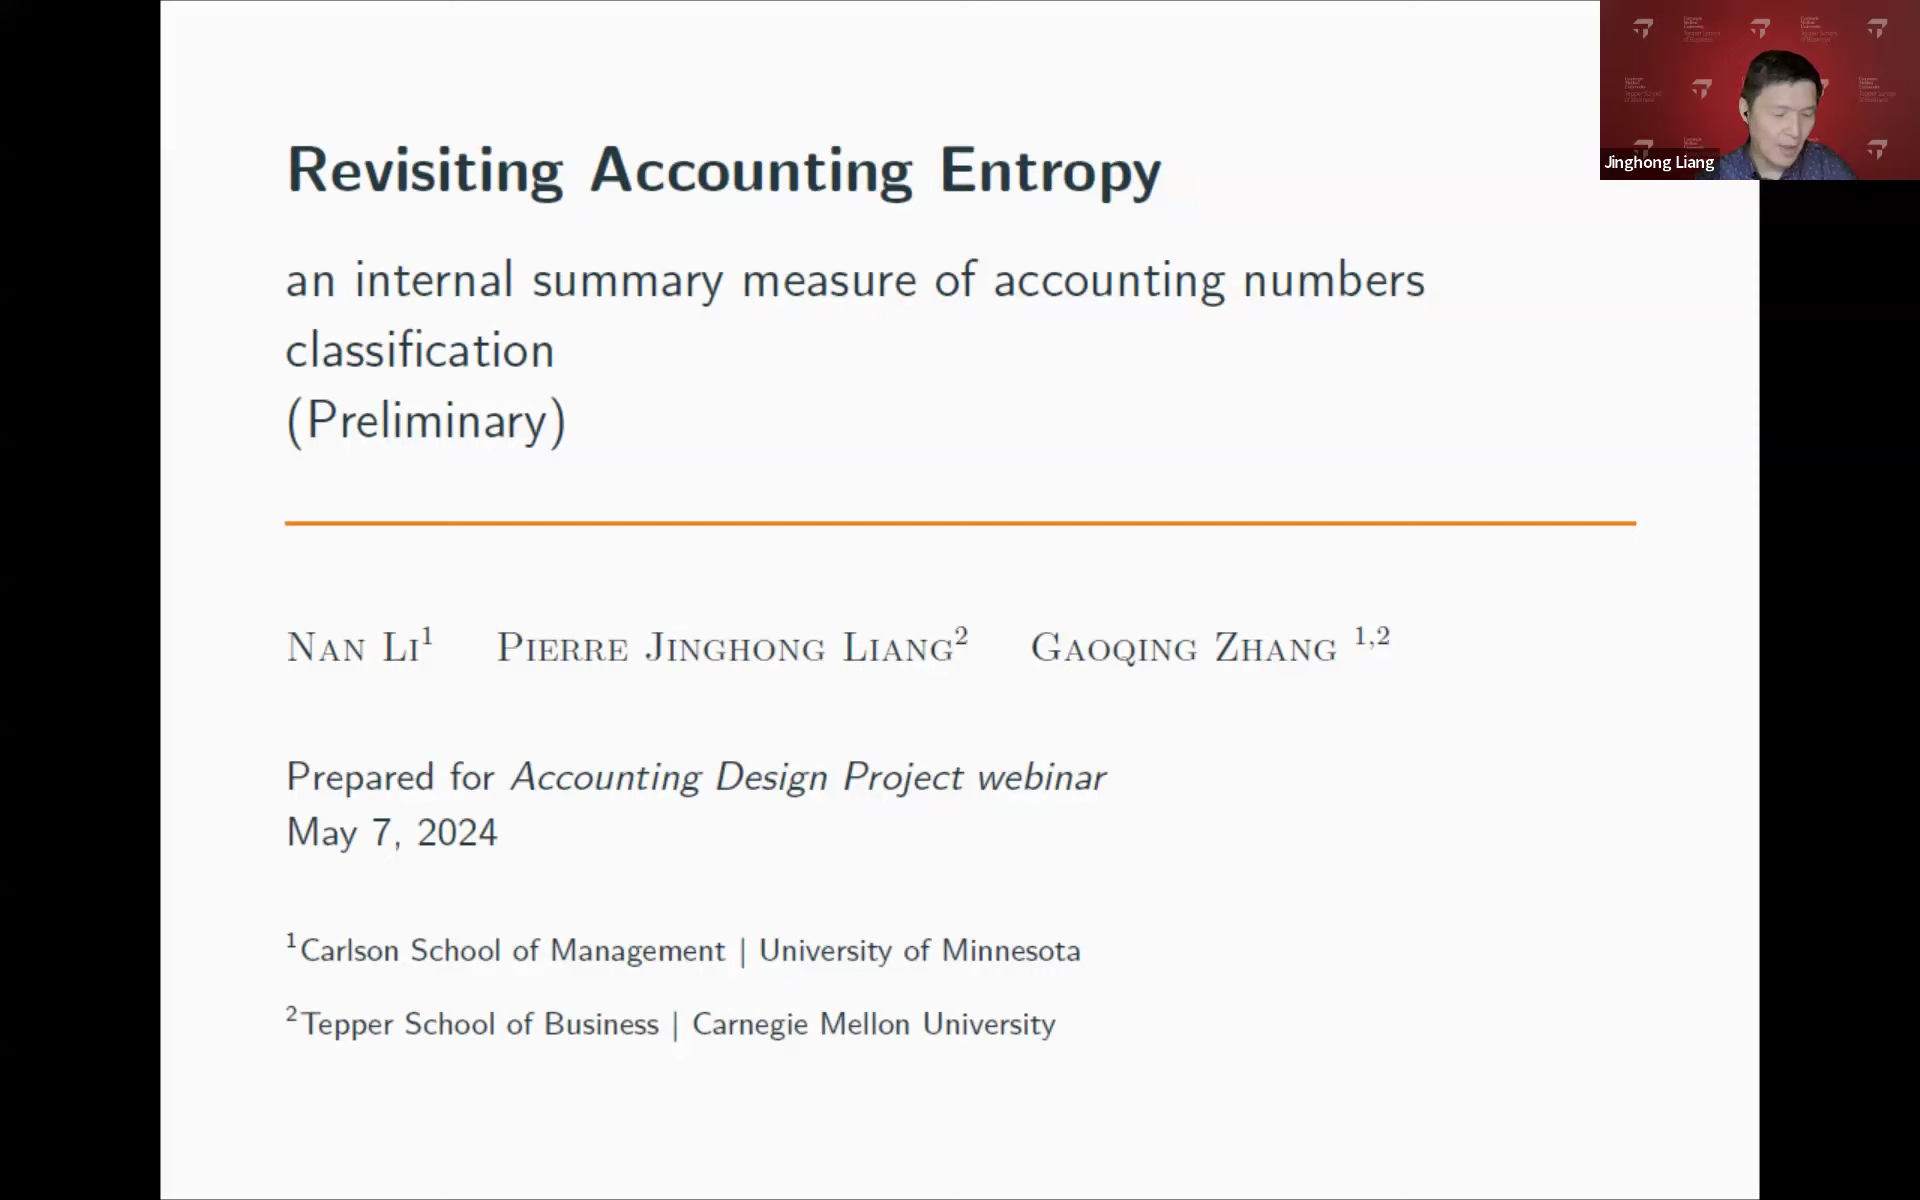 Revisiting Accounting Entropy
an internal summary measure of accounting numbers
classification
(Preliminary)
Nan Li¹ Pierre Jinghong Liang² Gaoqing Zhang ¹,²
Prepared for Accounting Design Project webinar
May 7, 2024
¹Carlson School of Management | University of Minnesota
²Tepper School of Business | Carnegie Mellon University
Jinghong Liang